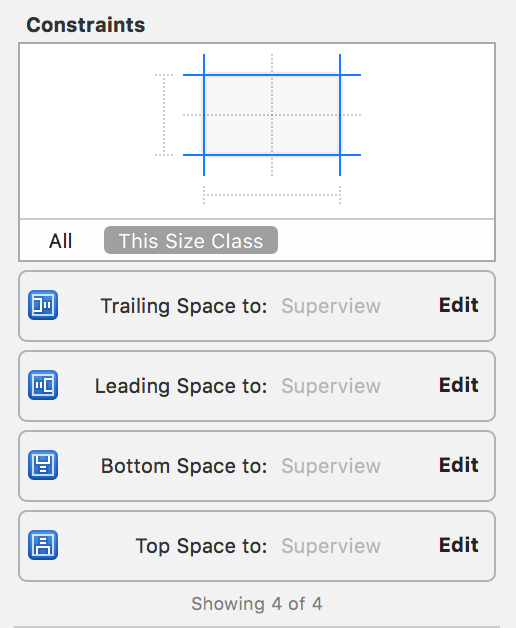 Constraints
All This Size Class
Trailing Space to: Superview Edit
Leading Space to: Superview Edit
Bottom Space to: Superview Edit
Top Space to: Superview Edit
Showing 4 of 4